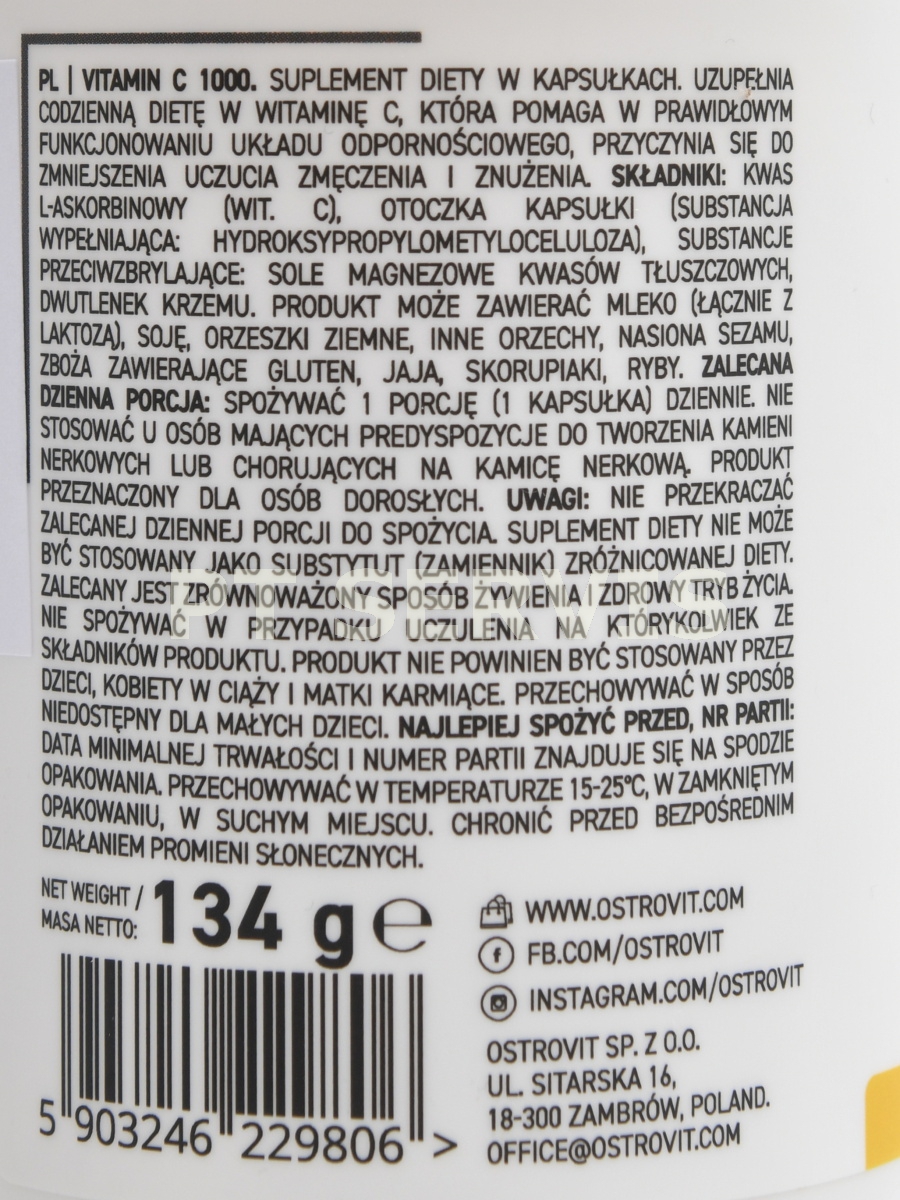 PL | VITAMIN C 1000. SUPLEMENT DIETY W KAPSUŁKACH. UZUPEŁNIA
CODZIENNĄ DIETĘ W WITAMINĘ C, KTÓRA POMAGA W PRAWIDŁOWYM
FUNKCJONOWANIU UKŁADU ODPORNOŚCIOWEGO, PRZYCZYNIA SIĘ DO
ZMNIEJSZENIA UCZUCIA ZMĘCZENIA I ZNUŻENIA. SKŁADNIKI: KWAS
L-ASKORBINOWY (WIT. C), OTOCZKA KAPSUŁKI (SUBSTANCJA
WYPEŁNIAJĄCA: HYDROKSYPROPYLOMETYLOCELULOZA), SUBSTANCJE
PRZECIWZBRYLAJĄCE: SOLE MAGNEZOWE KWASÓW TŁUSZCZOWYCH,
DWUTLENEK KRZEMU. PRODUKT MOŻE ZAWIERAĆ MLEKO (ŁĄCZNIE Z
LAKTOZĄ), SOJĘ, ORZESZKI ZIEMNE, INNE ORZECHY, NASIONA SEZAMU,
ZBOŻA ZAWIERAJĄCE GLUTEN, JAJA, SKORUPIAKI, RYBY. ZALECANA
DZIENNA PORCJA: SPOŻYWAĆ 1 PORCJĘ (1 KAPSUŁKA) DZIENNIE. NIE
STOSOWAĆ U OSÓB MAJĄCYCH PREDYSPOZYCJE DO TWORZENIA KAMIENI
NERKOWYCH LUB CHORUJĄCYCH NA KAMICĘ NERKOWĄ. PRODUKT
PRZEZNACZONY DLA OSÓB DOROSŁYCH. UWAGI: NIE PRZEKRACZAĆ
ZALECANEJ DZIENNEJ PORCJI DO SPOŻYCIA. SUPLEMENT DIETY NIE MOŻE
BYĆ STOSOWANY JAKO SUBSTYTUT (ZAMIENNIK) ZRÓŻNICOWANEJ DIETY.
ZALECANY JEST ZRÓWNOWAŻONY SPOSÓB ŻYWIENIA I ZDROWY TRYB ŻYCIA.
NIE SPOŻYWAĆ W PRZYPADKU UCZULENIA NA KTÓRYKOLWIEK ZE
SKŁADNIKÓW PRODUKTU. PRODUKT NIE POWINIEN BYĆ STOSOWANY PRZEZ
DZIECI, KOBIETY W CIĄŻY I MATKI KARMIĄCE. PRZECHOWYWAĆ W SPOSÓB
NIEDOSTĘPNY DLA MAŁYCH DZIECI. NAJLEPIEJ SPOŻYĆ PRZED, NR PARTII:
DATA MINIMALNEJ TRWAŁOŚCI I NUMER PARTII ZNAJDUJE SIĘ NA SPODZIE
OPAKOWANIA. PRZECHOWYWAĆ W TEMPERATURZE 15-25°C, W ZAMKNIĘTYM
OPAKOWANIU, W SUCHYM MIEJSCU. CHRONIĆ PRZED BEZPOŚREDNIM
DZIAŁANIEM PROMIENI SŁONECZNYCH.
NET WEIGHT /
MASA NETTO: 134 g ℮
WWW.OSTROVIT.COM
FB.COM/OSTROVIT
INSTAGRAM.COM/OSTROVIT
OSTROVIT SP. Z O.O.
UL. SITARSKA 16,
18-300 ZAMBRÓW, POLAND.
OFFICE@OSTROVIT.COM
5 903246 229806 >